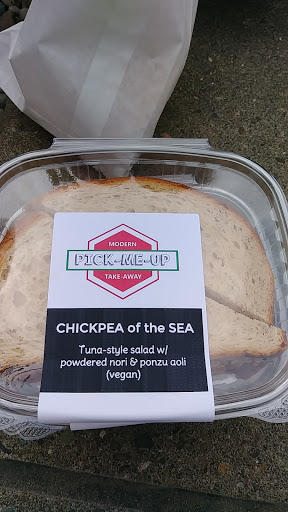 MODERN
PICK-ME-UP
TAKE-AWAY
CHICKPEA of the SEA
Tuna-style salad w/
powdered nori & ponzu aoli
(vegan)